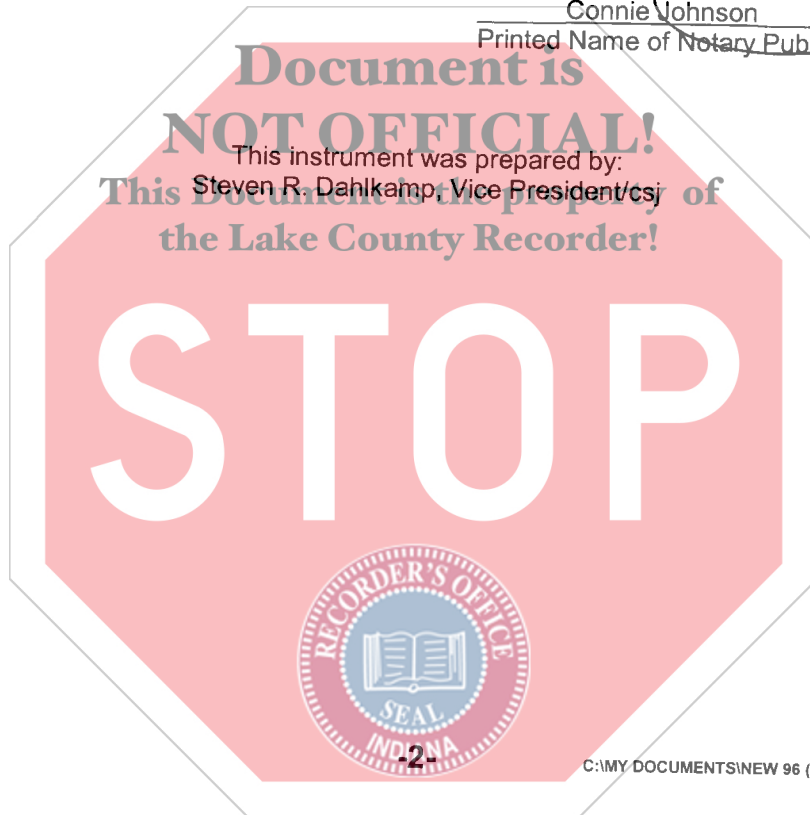 Connie Johnson
Printed Name of Notary Pub
Document is
NOT OFFICIAL!
This instrument was prepared by:
Steven R. Dahlkamp, Vice President/csj
This Document is the property of
the Lake County Recorder!
STOP
RECORDER'S OFFICE
SEAL
INDIANA
-2-
C:\MY DOCUMENTS\NEW 96 (